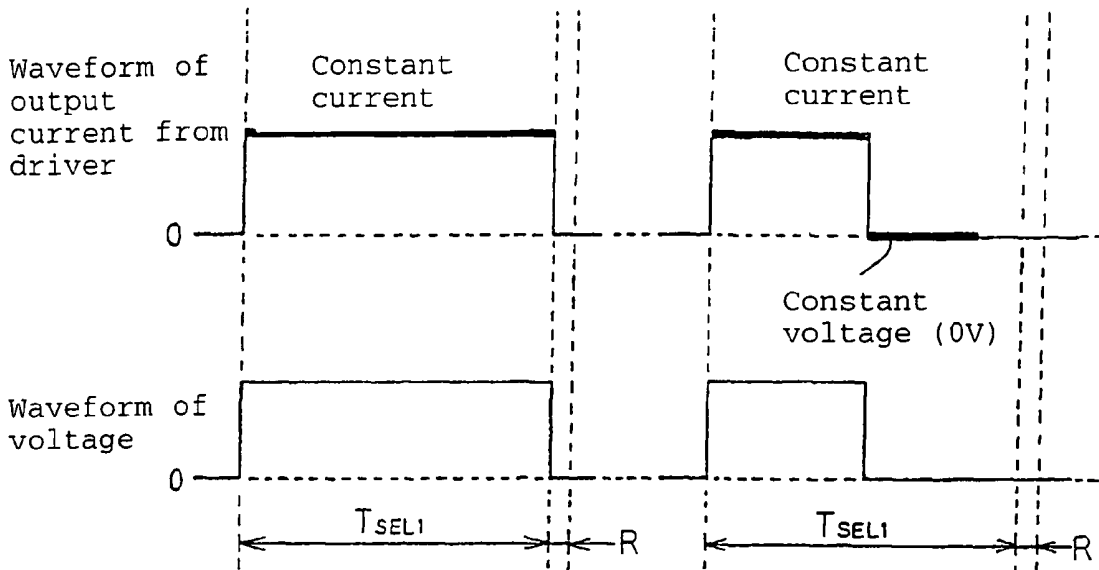 Waveform of
output
current from
driver
Constant
current
Constant
current
0
Constant
voltage (0V)
Waveform of
voltage
0
TSEL1
R
TSEL1
R